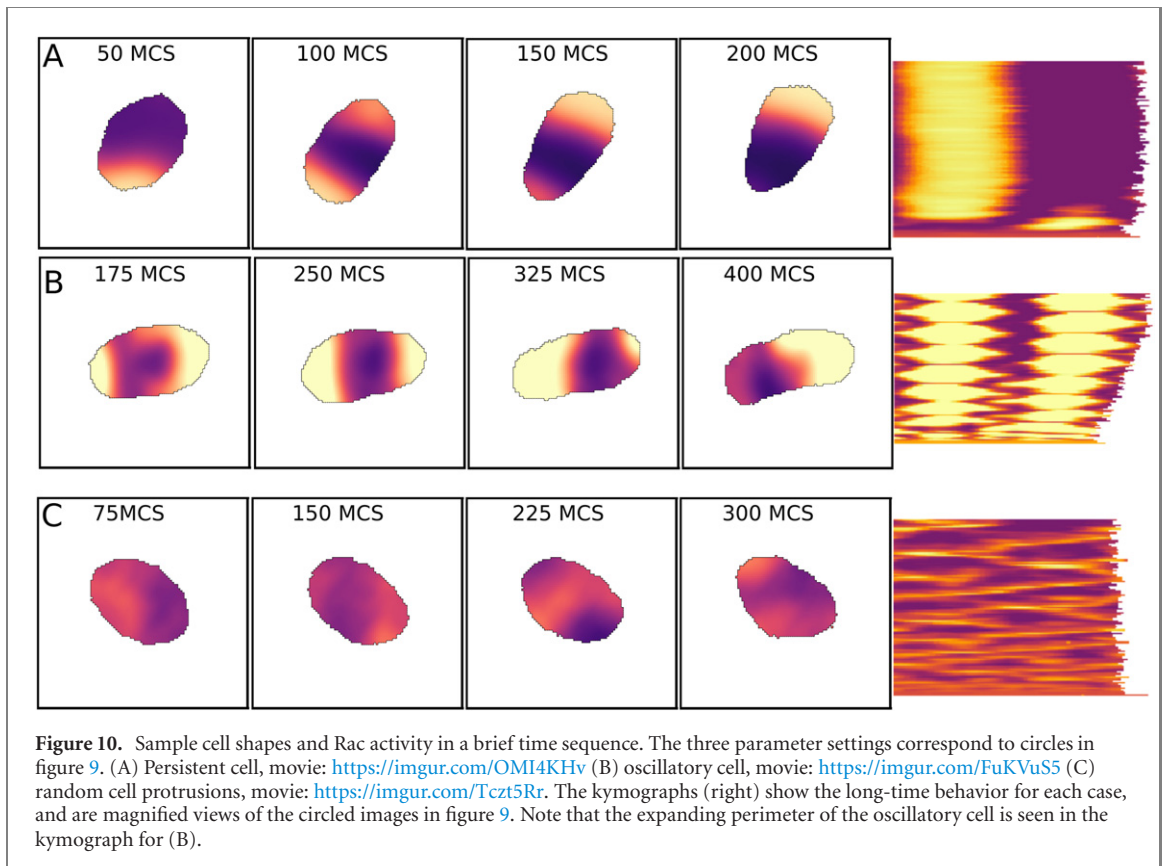 A
50 MCS
100 MCS
150 MCS
200 MCS
B
175 MCS
250 MCS
325 MCS
400 MCS
C
75MCS
150 MCS
225 MCS
300 MCS
Figure 10. Sample cell shapes and Rac activity in a brief time sequence. The three parameter settings correspond to circles in
figure 9. (A) Persistent cell, movie: https://imgur.com/OMI4KHv (B) oscillatory cell, movie: https://imgur.com/FuKVuS5 (C)
random cell protrusions, movie: https://imgur.com/Tczt5Rr. The kymographs (right) show the long-time behavior for each case,
and are magnified views of the circled images in figure 9. Note that the expanding perimeter of the oscillatory cell is seen in the
kymograph for (B).